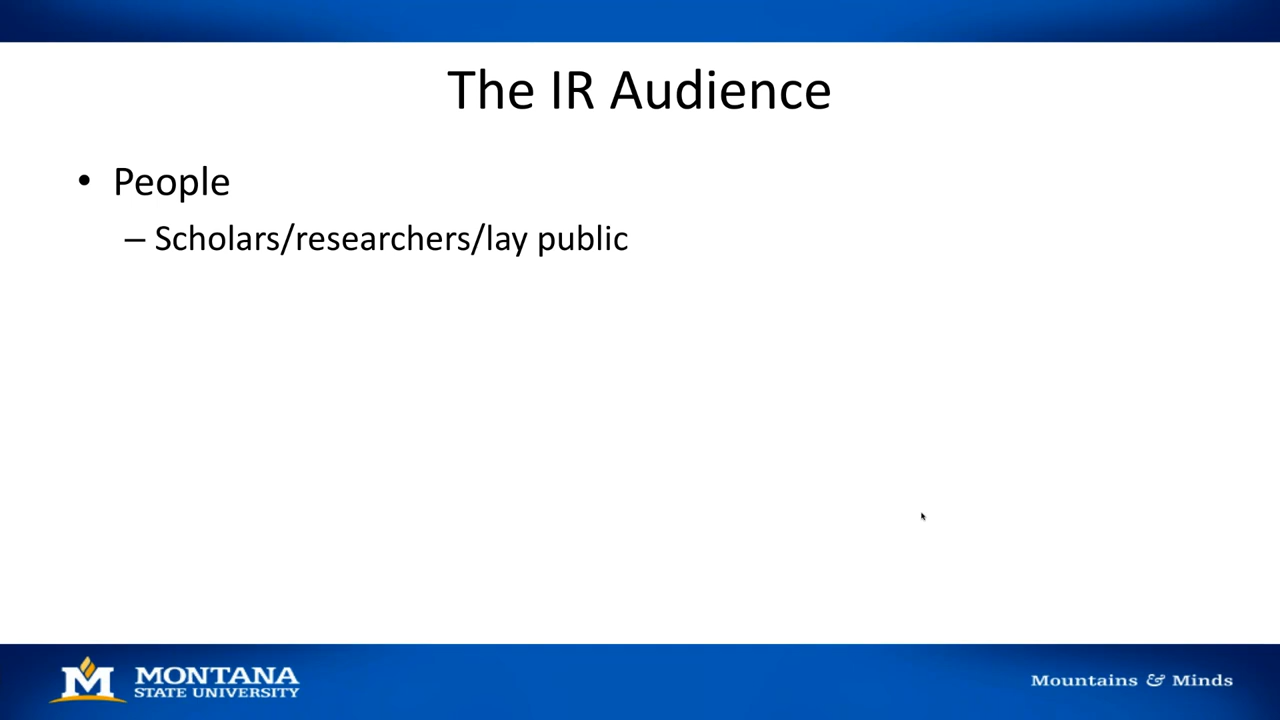 The IR Audience
• People
– Scholars/researchers/lay public
M MONTANA
STATE UNIVERSITY
Mountains & Minds